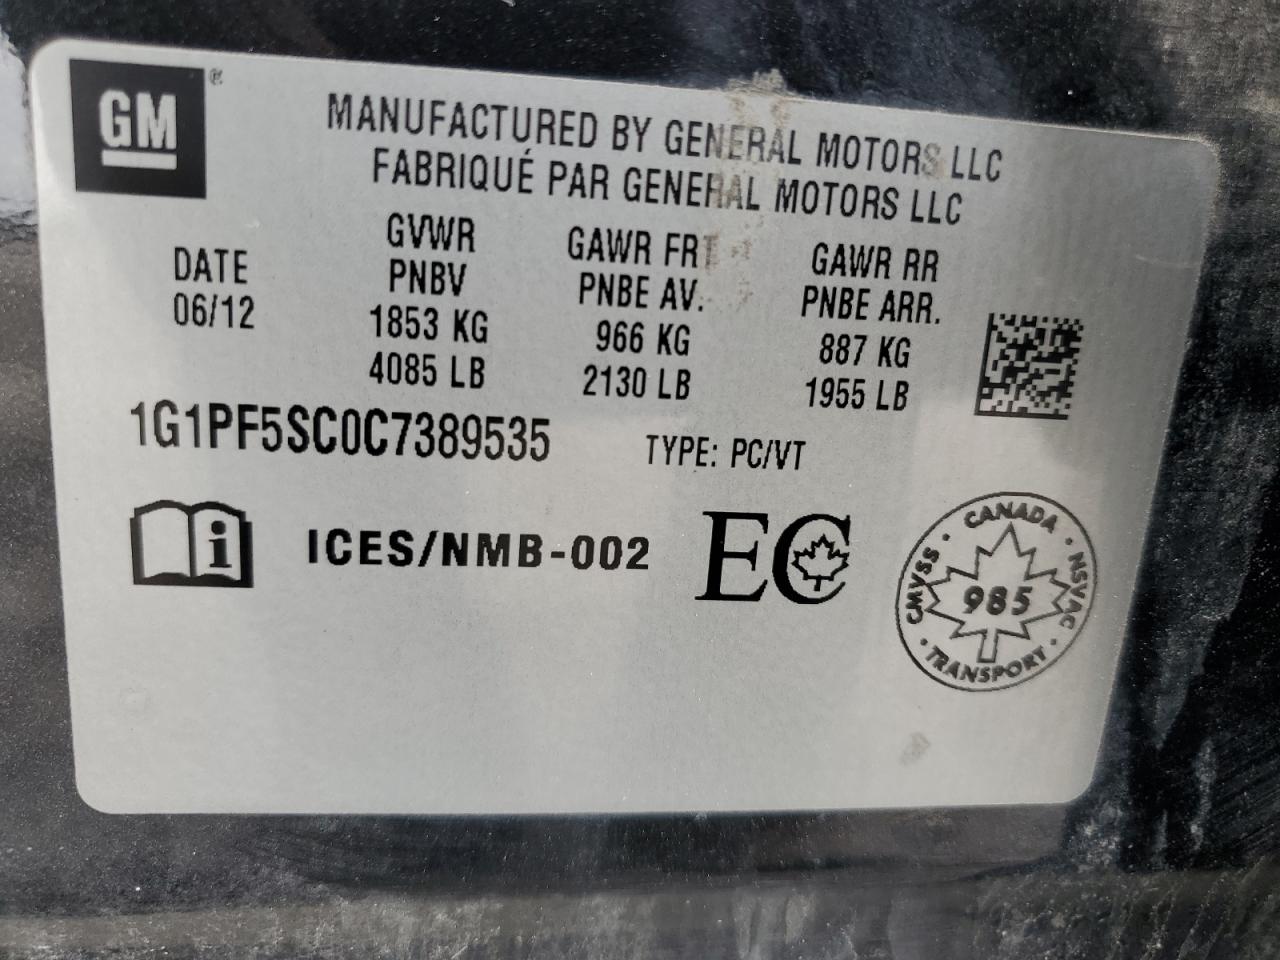 GM ®
MANUFACTURED BY GENERAL MOTORS LLC
FABRIQUÉ PAR GENERAL MOTORS LLC
DATE
06/12
GVWR
PNBV
1853 KG
4085 LB
GAWR FRT
PNBE AV.
966 KG
2130 LB
GAWR RR
PNBE ARR.
887 KG
1955 LB
1G1PF5SC0C7389535 TYPE: PC/VT
i ICES/NMB-002 EC
CANADA
CMVSS · NSVAC
985
TRANSPORT